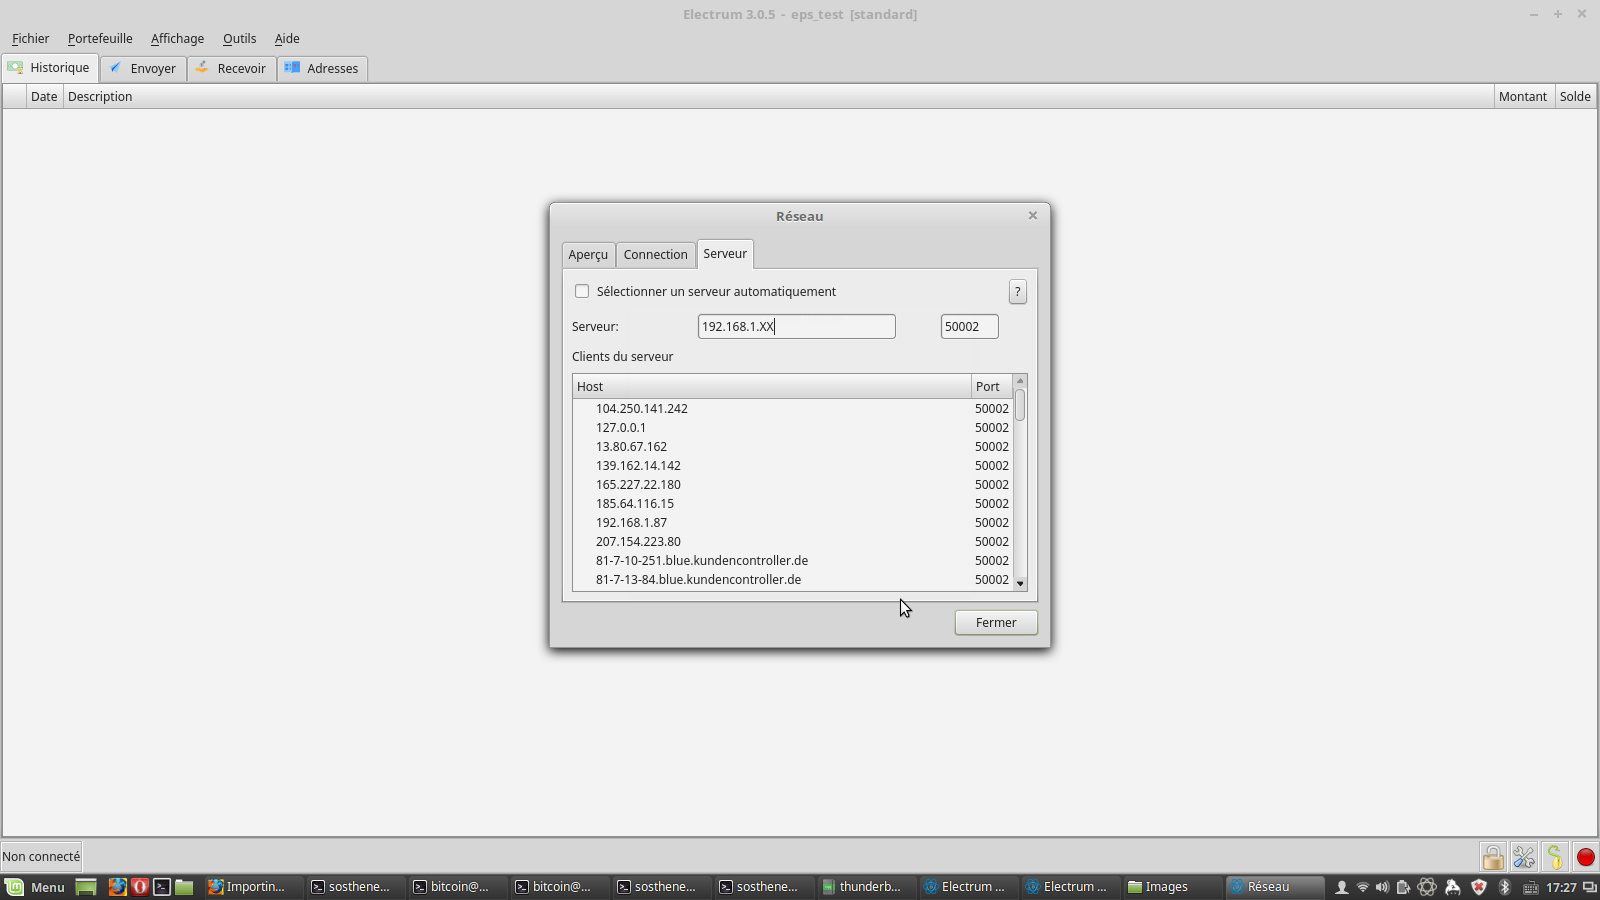 Electrum 3.0.5 - eps_test [standard]
Fichier Portefeuille Affichage Outils Aide
Historique Envoyer Recevoir Adresses
Date Description Montant Solde
Réseau
Aperçu Connection Serveur
Sélectionner un serveur automatiquement ?
Serveur: 192.168.1.XX 50002
Clients du serveur
Host Port
104.250.141.242 50002
127.0.0.1 50002
13.80.67.162 50002
139.162.14.142 50002
165.227.22.180 50002
185.64.116.15 50002
192.168.1.87 50002
207.154.223.80 50002
81-7-10-251.blue.kundencontroller.de 50002
81-7-13-84.blue.kundencontroller.de 50002
Fermer
Non connecté
Menu Importin... sosthene... bitcoin@... bitcoin@... sosthene... sosthene... thunderb... Electrum ... Electrum ... Images Réseau 17:27